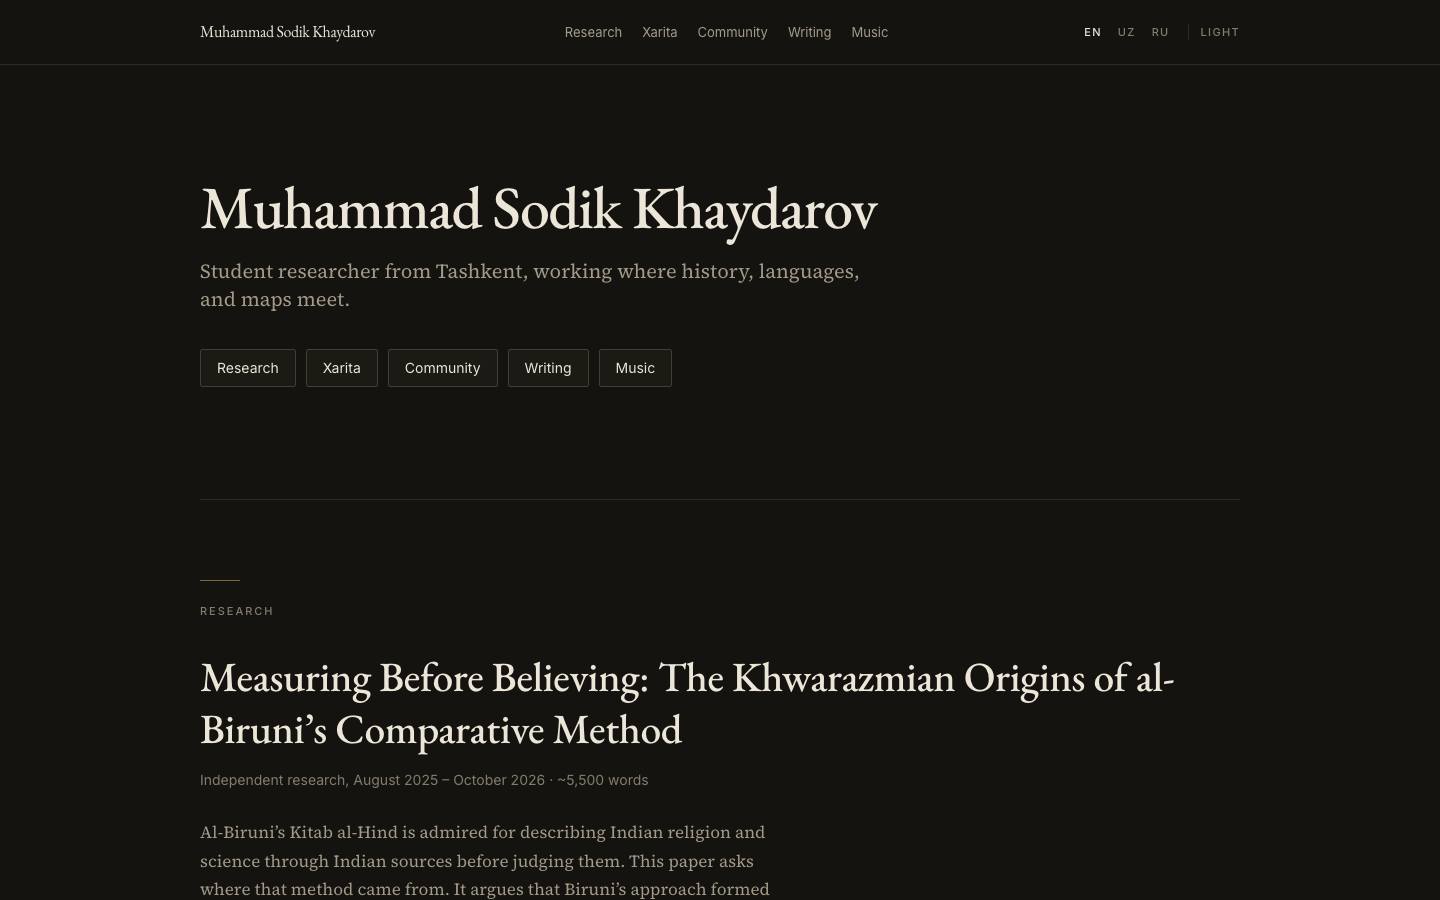 Muhammad Sodik Khaydarov
Research Xarita Community Writing Music
EN UZ RU LIGHT
Muhammad Sodik Khaydarov
Student researcher from Tashkent, working where history, languages,
and maps meet.
Research Xarita Community Writing Music
RESEARCH
Measuring Before Believing: The Khwarazmian Origins of al-
Biruni’s Comparative Method
Independent research, August 2025 – October 2026 · ~5,500 words
Al-Biruni’s Kitab al-Hind is admired for describing Indian religion and
science through Indian sources before judging them. This paper asks
where that method came from. It argues that Biruni’s approach formed